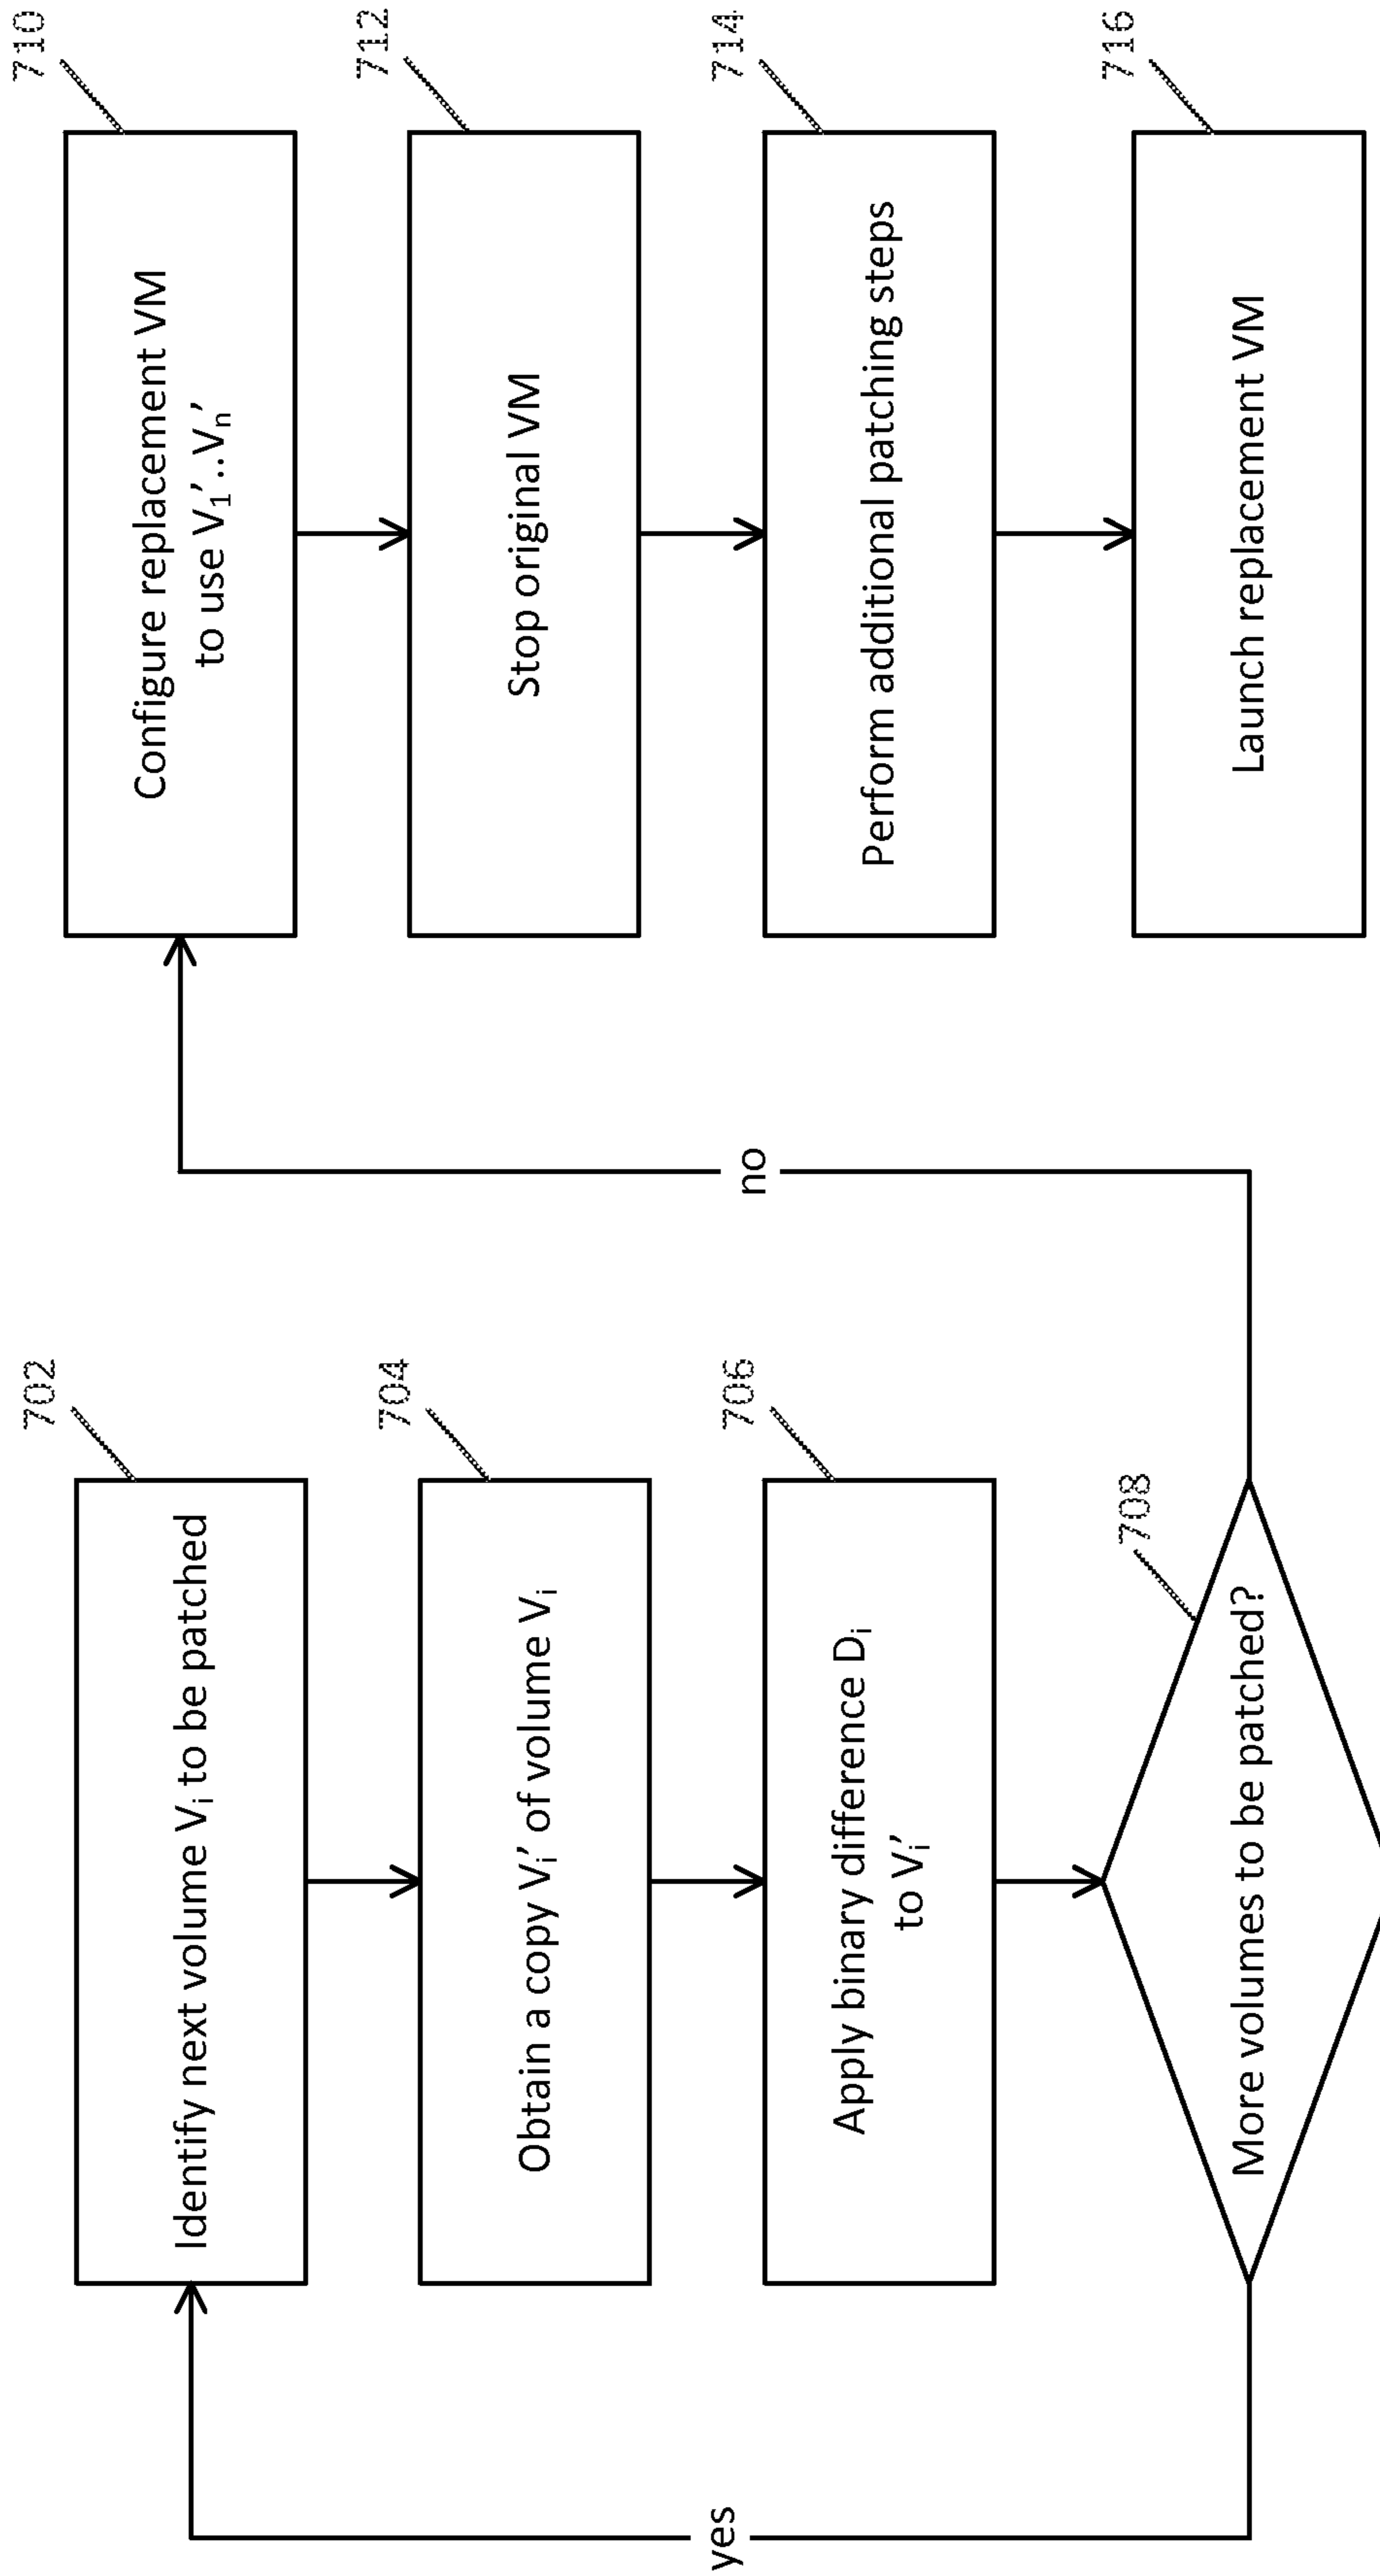 702
Identify next volume Vᵢ to be patched
704
Obtain a copy Vᵢ’ of volume Vᵢ
706
Apply binary difference Dᵢ
to Vᵢ’
708
More volumes to be patched?
yes
no
710
Configure replacement VM
to use V₁’..Vₙ’
712
Stop original VM
714
Perform additional patching steps
716
Launch replacement VM